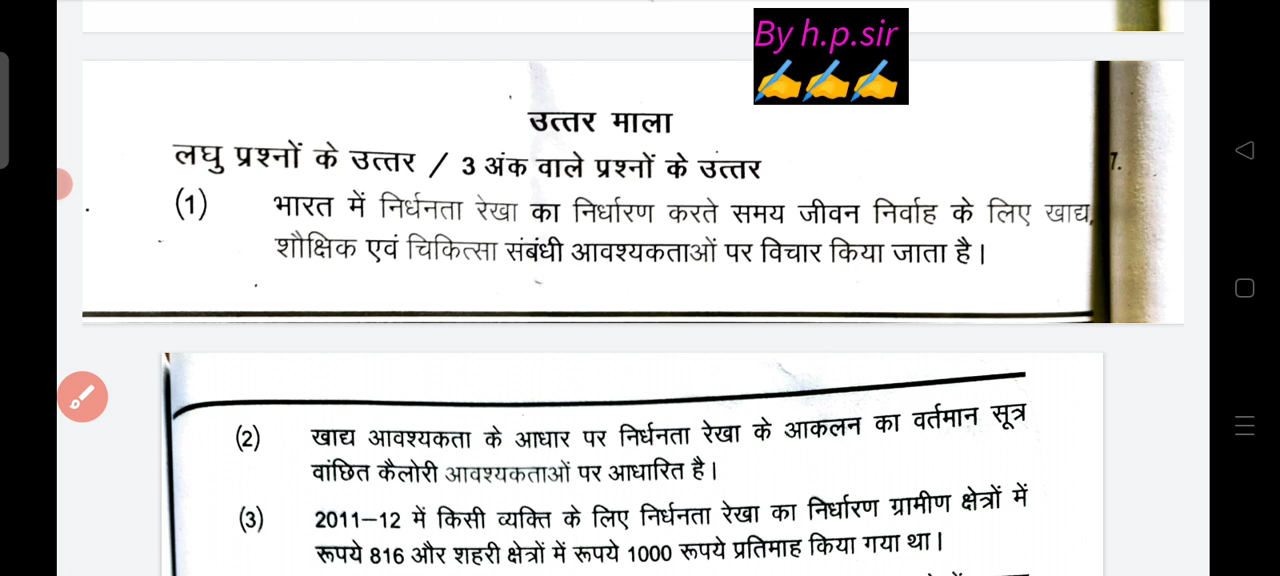 By h.p.sir
उत्तर माला
लघु प्रश्नों के उत्तर / 3 अंक वाले प्रश्नों के उत्तर
7.
(1) भारत में निर्धनता रेखा का निर्धारण करते समय जीवन निर्वाह के लिए खाद्य,
शौक्षिक एवं चिकित्सा संबंधी आवश्यकताओं पर विचार किया जाता है।
(2) खाद्य आवश्यकता के आधार पर निर्धनता रेखा के आकलन का वर्तमान सूत्र
वांछित कैलोरी आवश्यकताओं पर आधारित है।
(3) 2011–12 में किसी व्यक्ति के लिए निर्धनता रेखा का निर्धारण ग्रामीण क्षेत्रों में
रूपये 816 और शहरी क्षेत्रों में रूपये 1000 रूपये प्रतिमाह किया गया था।